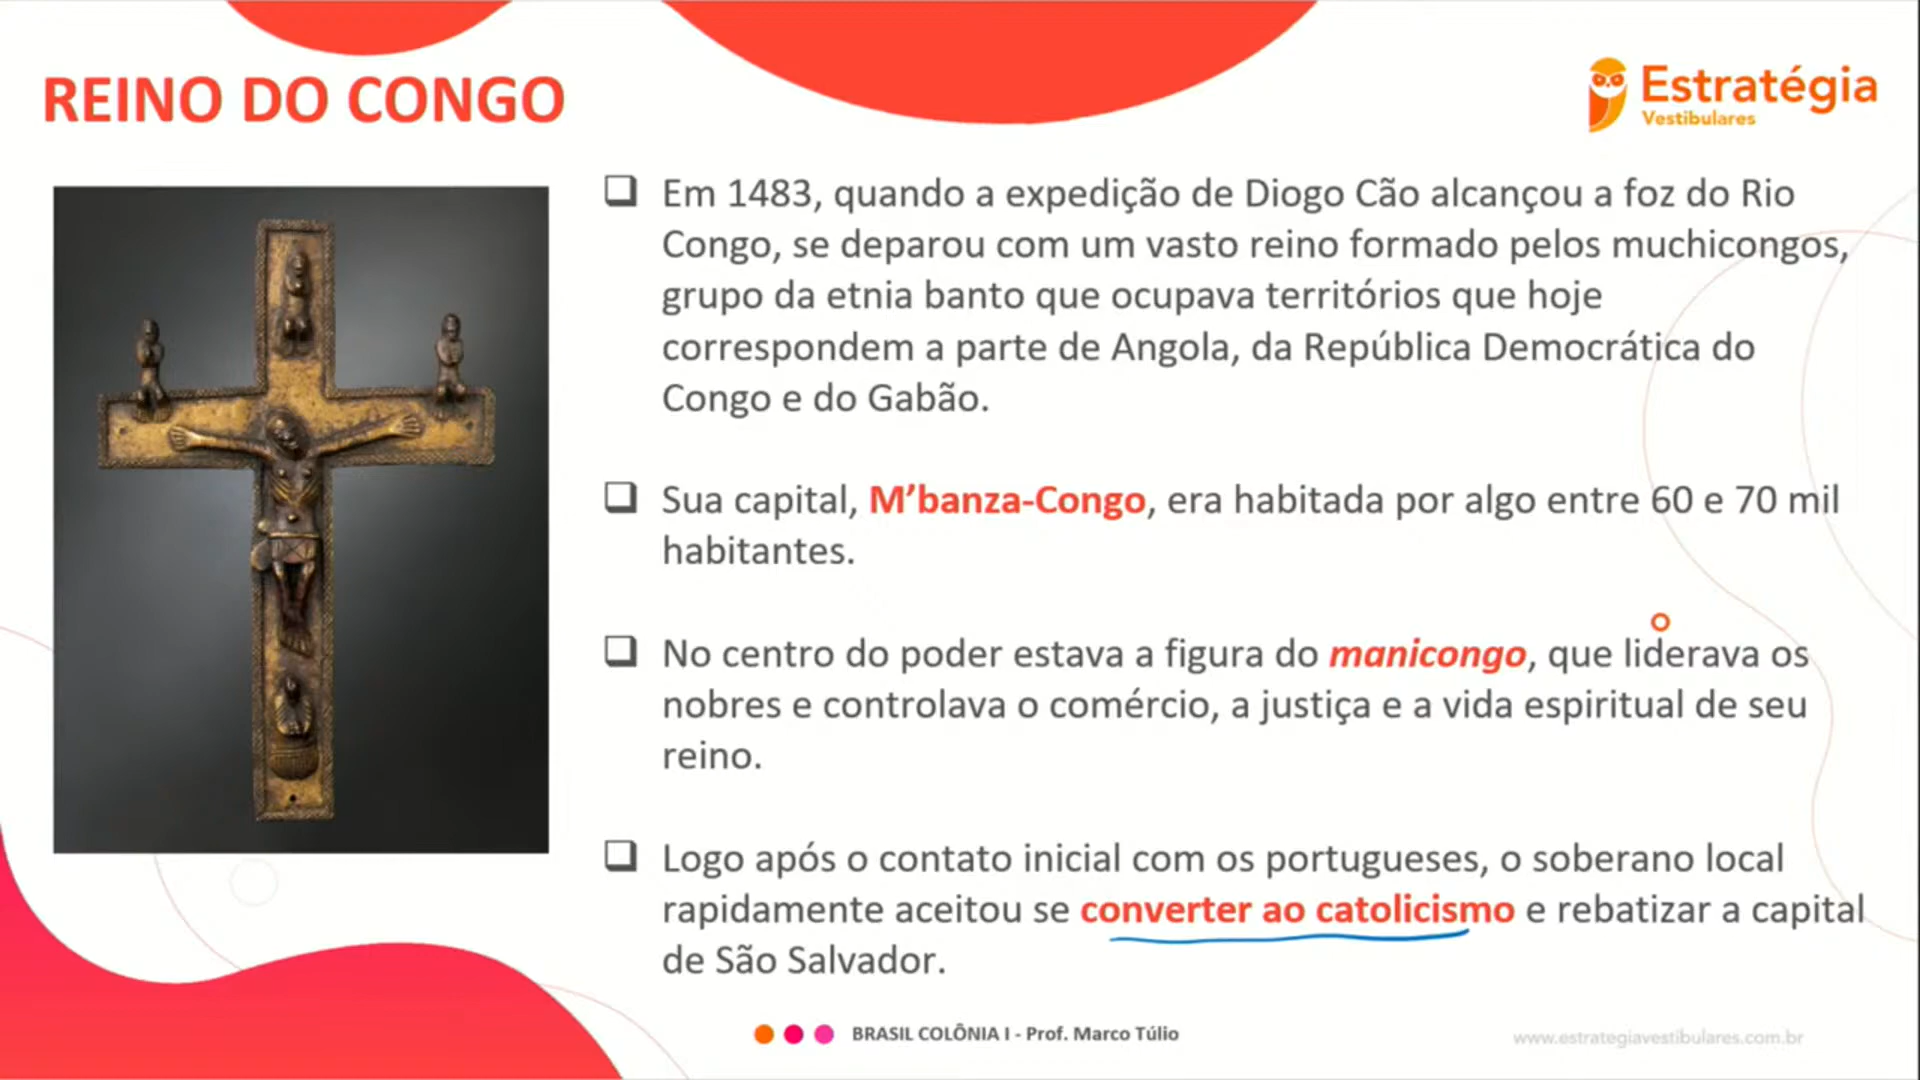 REINO DO CONGO
Estratégia
Vestibulares
❑ Em 1483, quando a expedição de Diogo Cão alcançou a foz do Rio
Congo, se deparou com um vasto reino formado pelos muchicongos,
grupo da etnia banto que ocupava territórios que hoje
correspondem a parte de Angola, da República Democrática do
Congo e do Gabão.
❑ Sua capital, M’banza-Congo, era habitada por algo entre 60 e 70 mil
habitantes.
❑ No centro do poder estava a figura do manicongo, que liderava os
nobres e controlava o comércio, a justiça e a vida espiritual de seu
reino.
❑ Logo após o contato inicial com os portugueses, o soberano local
rapidamente aceitou se converter ao catolicismo e rebatizar a capital
de São Salvador.
BRASIL COLÔNIA I - Prof. Marco Túlio
www.estrategiavestibulares.com.br